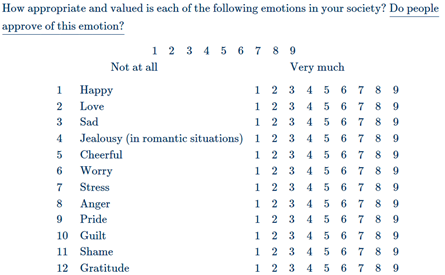 How appropriate and valued is each of the following emotions in your society? Do people
approve of this emotion?
1 2 3 4 5 6 7 8 9
Not at all Very much
1 Happy 1 2 3 4 5 6 7 8 9
2 Love 1 2 3 4 5 6 7 8 9
3 Sad 1 2 3 4 5 6 7 8 9
4 Jealousy (in romantic situations) 1 2 3 4 5 6 7 8 9
5 Cheerful 1 2 3 4 5 6 7 8 9
6 Worry 1 2 3 4 5 6 7 8 9
7 Stress 1 2 3 4 5 6 7 8 9
8 Anger 1 2 3 4 5 6 7 8 9
9 Pride 1 2 3 4 5 6 7 8 9
10 Guilt 1 2 3 4 5 6 7 8 9
11 Shame 1 2 3 4 5 6 7 8 9
12 Gratitude 1 2 3 4 5 6 7 8 9